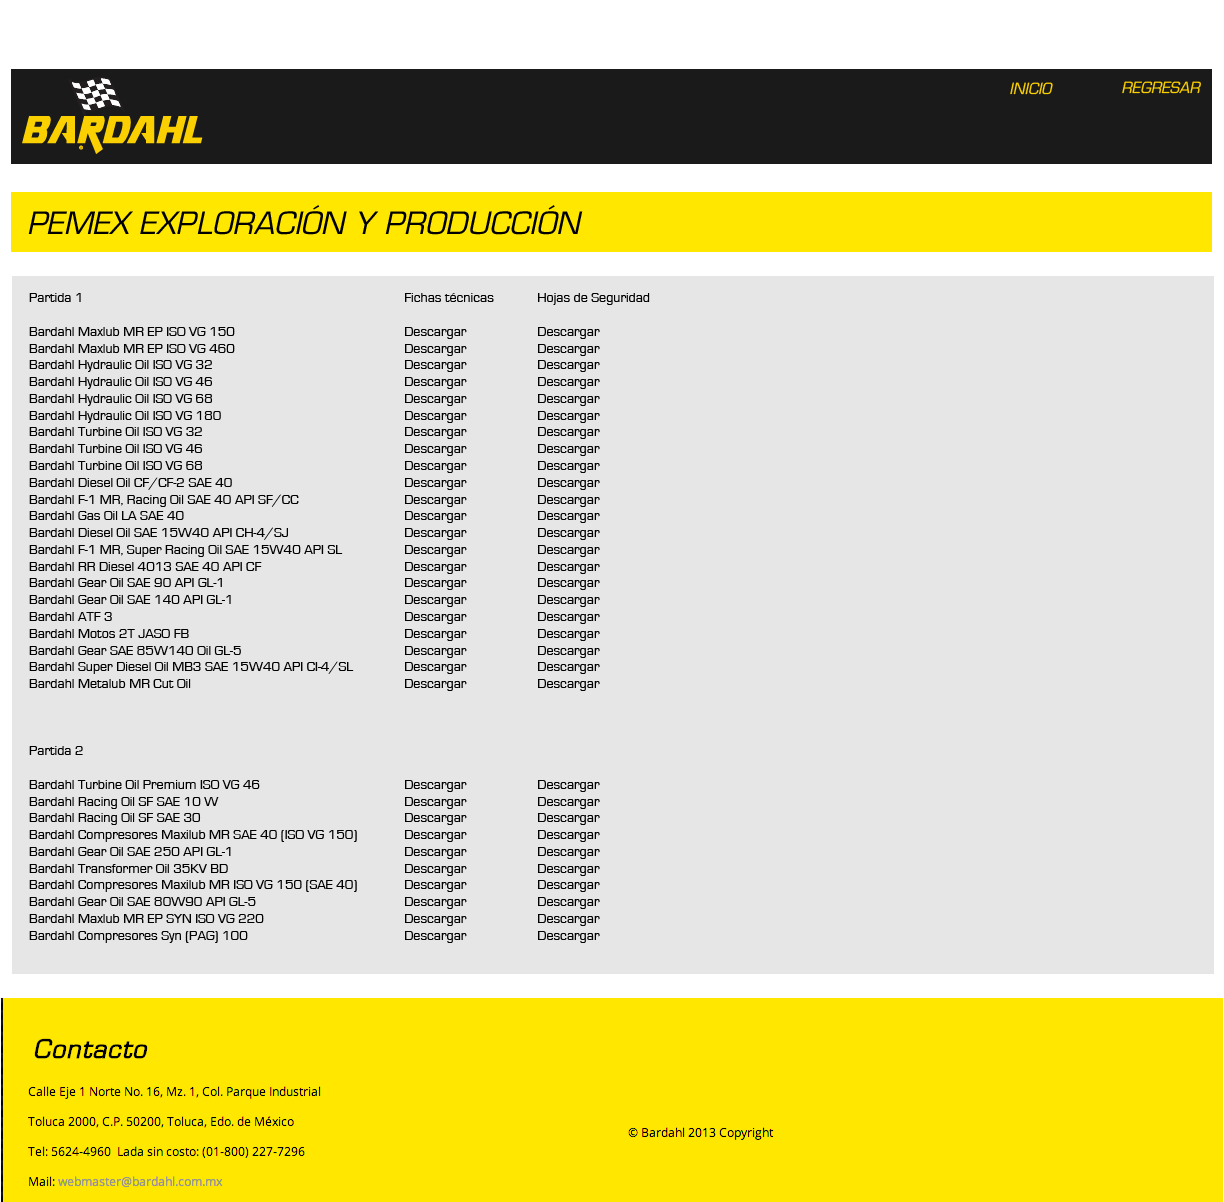 BARDAHL
INICIO REGRESAR
PEMEX EXPLORACIÓN Y PRODUCCIÓN
Partida 1 Fichas técnicas Hojas de Seguridad
Bardahl Maxlub MR EP ISO VG 150 Descargar Descargar
Bardahl Maxlub MR EP ISO VG 460 Descargar Descargar
Bardahl Hydraulic Oil ISO VG 32 Descargar Descargar
Bardahl Hydraulic Oil ISO VG 46 Descargar Descargar
Bardahl Hydraulic Oil ISO VG 68 Descargar Descargar
Bardahl Hydraulic Oil ISO VG 180 Descargar Descargar
Bardahl Turbine Oil ISO VG 32 Descargar Descargar
Bardahl Turbine Oil ISO VG 46 Descargar Descargar
Bardahl Turbine Oil ISO VG 68 Descargar Descargar
Bardahl Diesel Oil CF/CF-2 SAE 40 Descargar Descargar
Bardahl F-1 MR, Racing Oil SAE 40 API SF/CC Descargar Descargar
Bardahl Gas Oil LA SAE 40 Descargar Descargar
Bardahl Diesel Oil SAE 15W40 API CH-4/SJ Descargar Descargar
Bardahl F-1 MR, Super Racing Oil SAE 15W40 API SL Descargar Descargar
Bardahl RR Diesel 4013 SAE 40 API CF Descargar Descargar
Bardahl Gear Oil SAE 90 API GL-1 Descargar Descargar
Bardahl Gear Oil SAE 140 API GL-1 Descargar Descargar
Bardahl ATF 3 Descargar Descargar
Bardahl Motos 2T JASO FB Descargar Descargar
Bardahl Gear SAE 85W140 Oil GL-5 Descargar Descargar
Bardahl Super Diesel Oil MB3 SAE 15W40 API CI-4/SL Descargar Descargar
Bardahl Metalub MR Cut Oil Descargar Descargar
Partida 2
Bardahl Turbine Oil Premium ISO VG 46 Descargar Descargar
Bardahl Racing Oil SF SAE 10 W Descargar Descargar
Bardahl Racing Oil SF SAE 30 Descargar Descargar
Bardahl Compresores Maxilub MR SAE 40 (ISO VG 150) Descargar Descargar
Bardahl Gear Oil SAE 250 API GL-1 Descargar Descargar
Bardahl Transformer Oil 35KV BD Descargar Descargar
Bardahl Compresores Maxilub MR ISO VG 150 (SAE 40) Descargar Descargar
Bardahl Gear Oil SAE 80W90 API GL-5 Descargar Descargar
Bardahl Maxlub MR EP SYN ISO VG 220 Descargar Descargar
Bardahl Compresores Syn (PAG) 100 Descargar Descargar
Contacto
Calle Eje 1 Norte No. 16, Mz. 1, Col. Parque Industrial
Toluca 2000, C.P. 50200, Toluca, Edo. de México
© Bardahl 2013 Copyright
Tel: 5624-4960 Lada sin costo: (01-800) 227-7296
Mail: webmaster@bardahl.com.mx